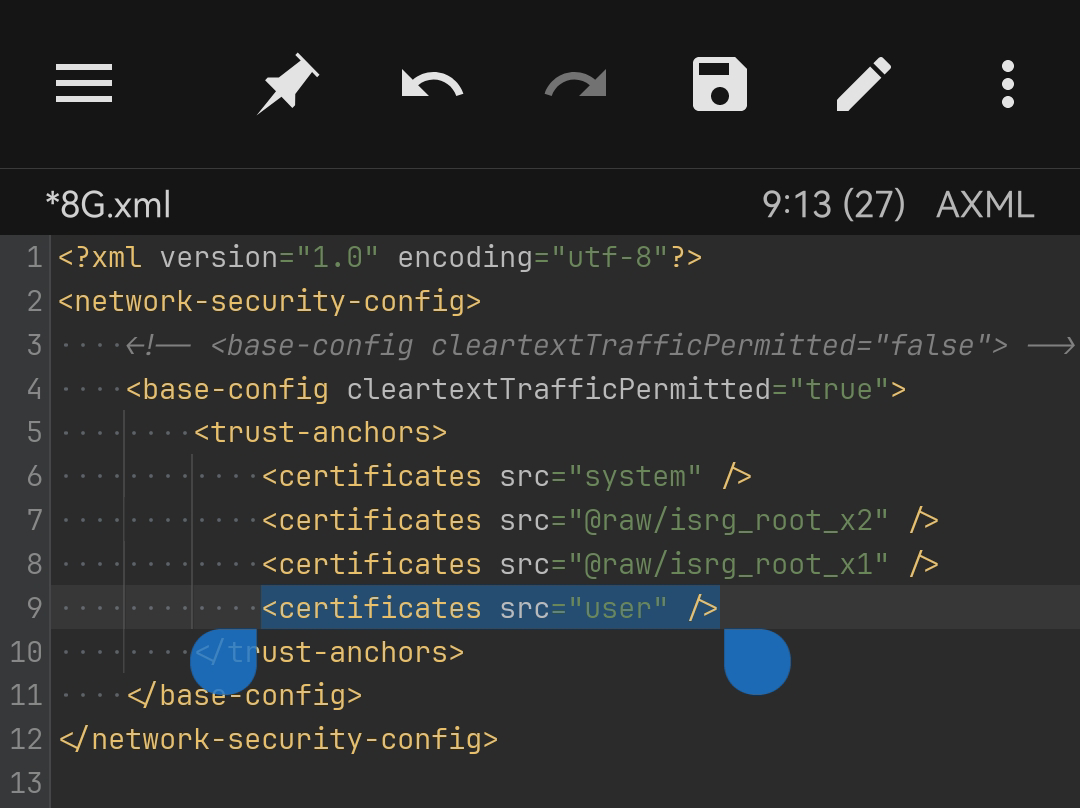 *8G.xml 9:13 (27) AXML
1 <?xml version="1.0" encoding="utf-8"?>
2 <network-security-config>
3 ····<!-- <base-config cleartextTrafficPermitted="false"> -->
4 ····<base-config cleartextTrafficPermitted="true">
5 ········<trust-anchors>
6 ············<certificates src="system" />
7 ············<certificates src="@raw/isrg_root_x2" />
8 ············<certificates src="@raw/isrg_root_x1" />
9 ············<certificates src="user" />
10 ········</trust-anchors>
11 ····</base-config>
12 </network-security-config>
13